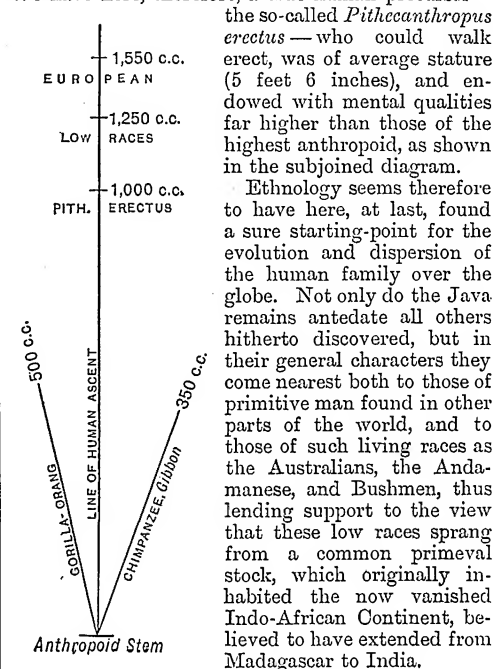 1,550 C.C.
EUROPEAN
1,250 C.C.
LOW RACES
1,000 C.C.
PITH. ERECTUS
500 C.C.
350 C.C.
LINE OF HUMAN ASCENT
GORILLA-ORANG
CHIMPANZEE, Gibbon
Anthropoid Stem
the so-called Pithecanthropus
erectus — who could walk
erect, was of average stature
(5 feet 6 inches), and en-
dowed with mental qualities
far higher than those of the
highest anthropoid, as shown
in the subjoined diagram.
Ethnology seems therefore
to have here, at last, found
a sure starting-point for the
evolution and dispersion of
the human family over the
globe. Not only do the Java
remains antedate all others
hitherto discovered, but in
their general characters they
come nearest both to those of
primitive man found in other
parts of the world, and to
those of such living races as
the Australians, the Anda-
manese, and Bushmen, thus
lending support to the view
that these low races sprang
from a common primeval
stock, which originally in-
habited the now vanished
Indo-African Continent, be-
lieved to have extended from
Madagascar to India.